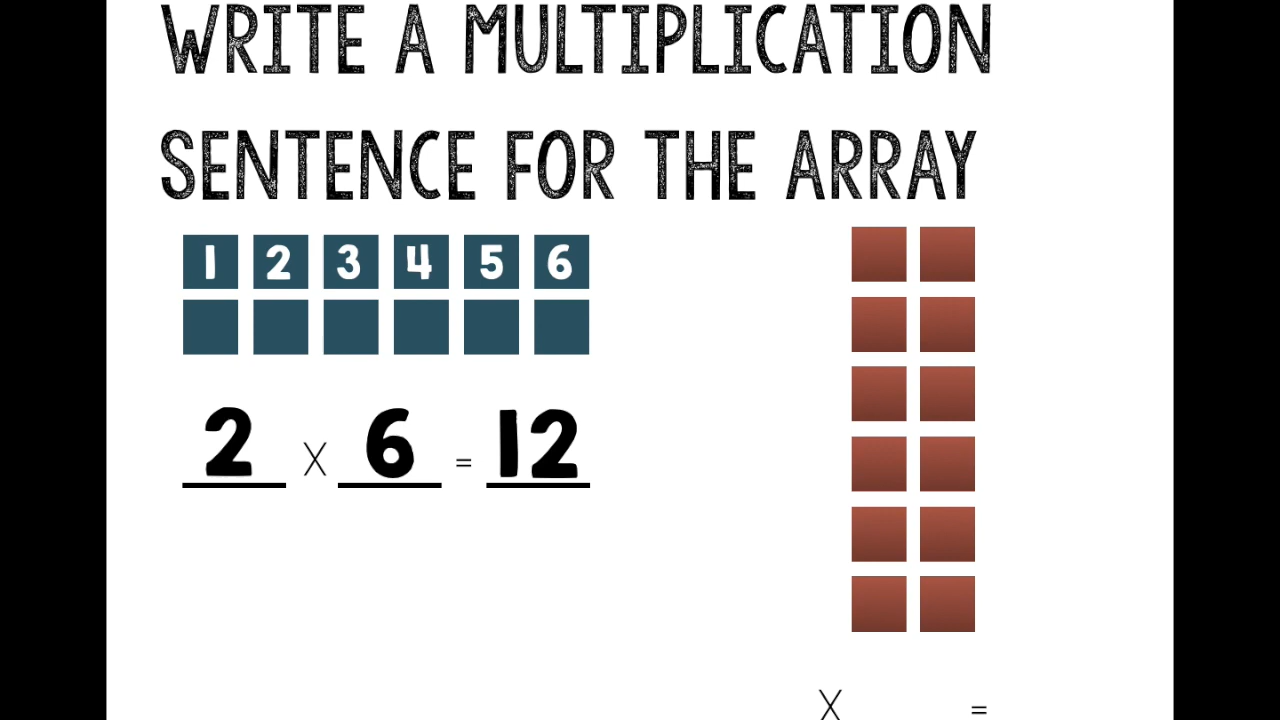 WRITE A MULTIPLICATION
SENTENCE FOR THE ARRAY
1 2 3 4 5 6
2 X 6 = 12
X =